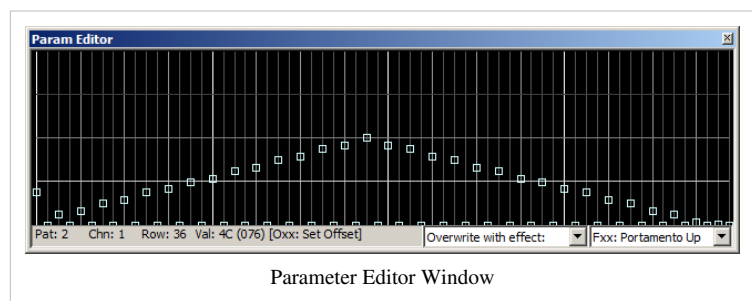 Param Editor
Pat: 2 Chn: 1 Row: 36 Val: 4C (076) [Oxx: Set Offset] Overwrite with effect: Fxx: Portamento Up
Parameter Editor Window